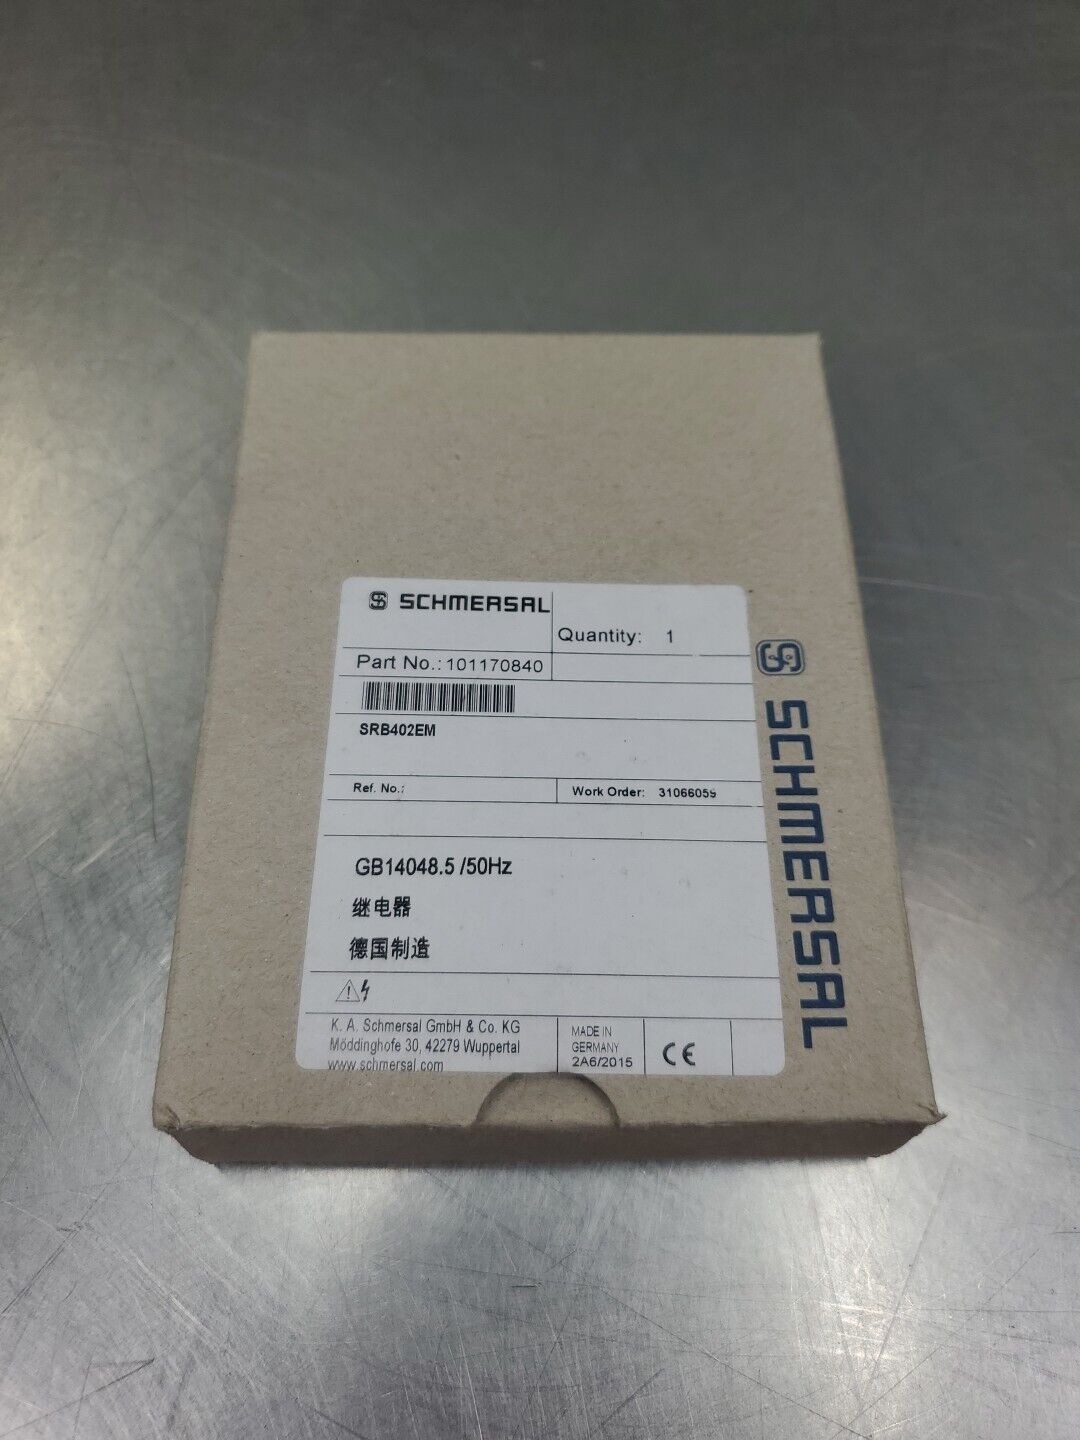 SCHMERSAL
Quantity: 1
Part No.:101170840
SRB402EM
Ref. No.:
Work Order: 31066059
GB14048.5 /50Hz
继电器
德国制造
K. A. Schmersal GmbH & Co. KG
Möddinghofe 30, 42279 Wuppertal
www.schmersal.com
MADE IN
GERMANY
2A6/2015
CE
SCHMERSAL